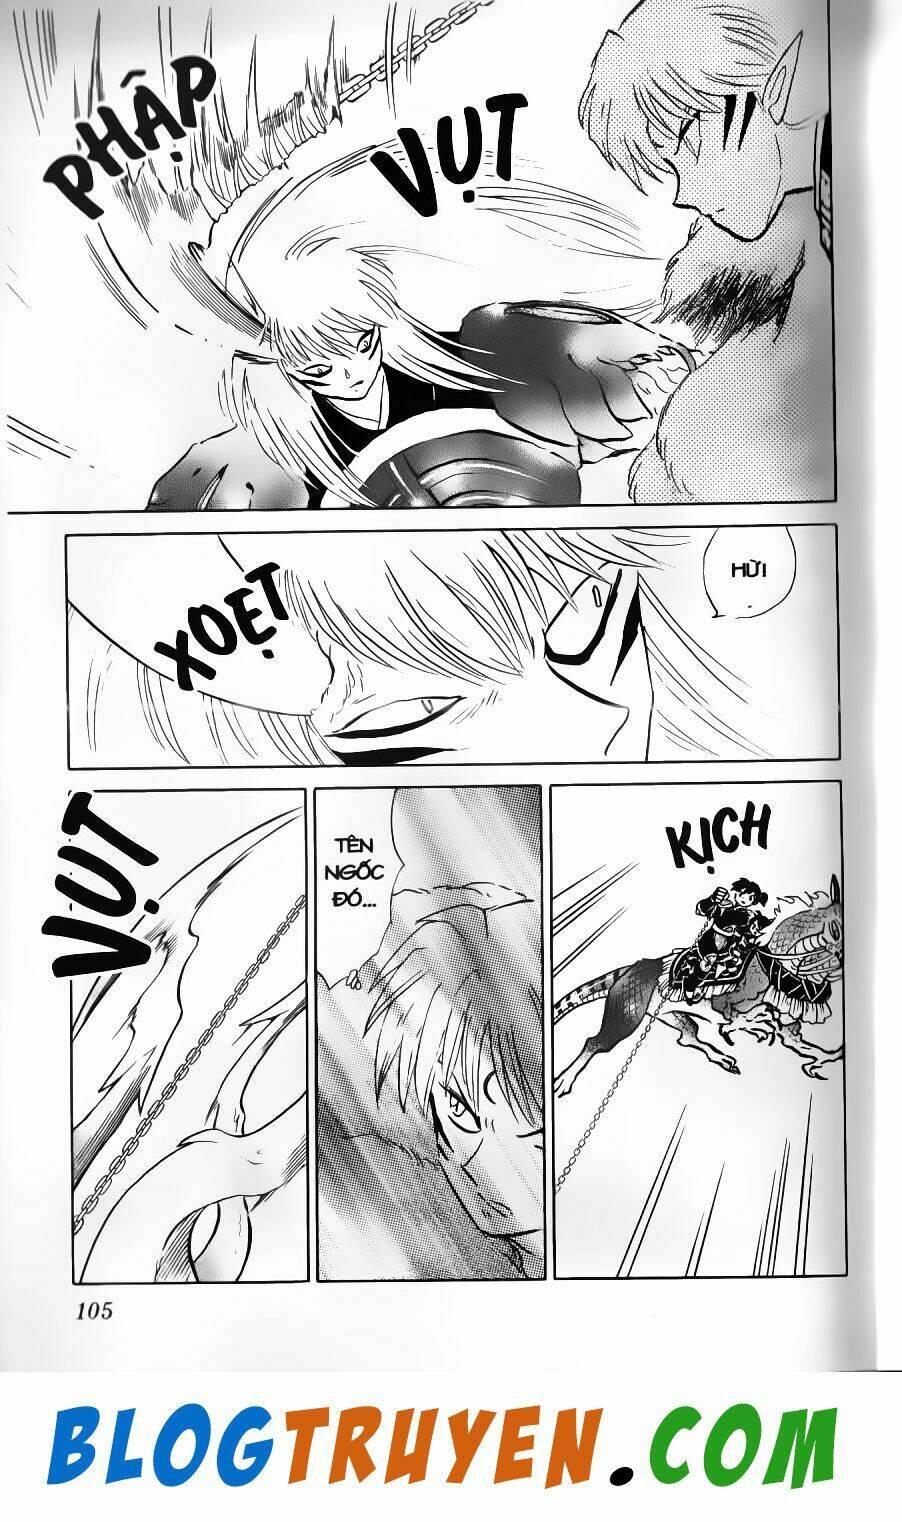 PHẬP
VỤT
HỪ!
XOẸT
VỤT
TÊN
NGỐC
ĐÓ...
KỊCH
105
BLOGTRUYEN.COM